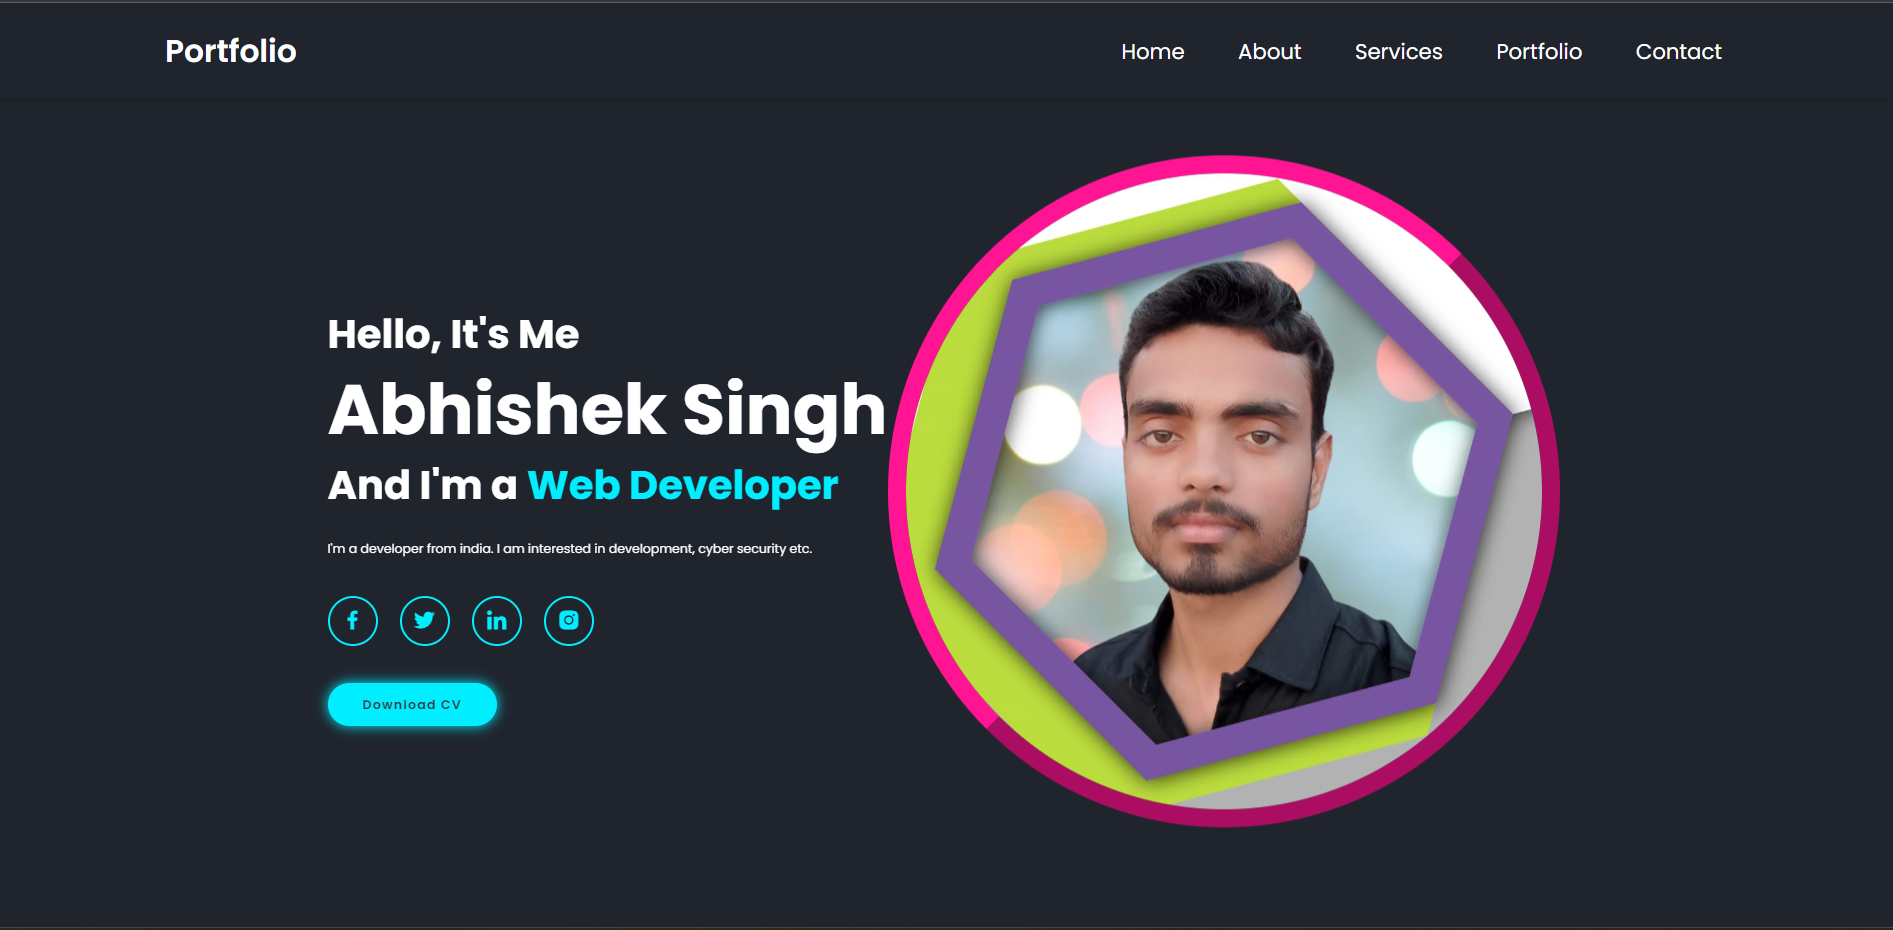 Portfolio
Home About Services Portfolio Contact
Hello, It's Me
Abhishek Singh
And I'm a Web Developer
I'm a developer from india. I am interested in development, cyber security etc.
Download CV